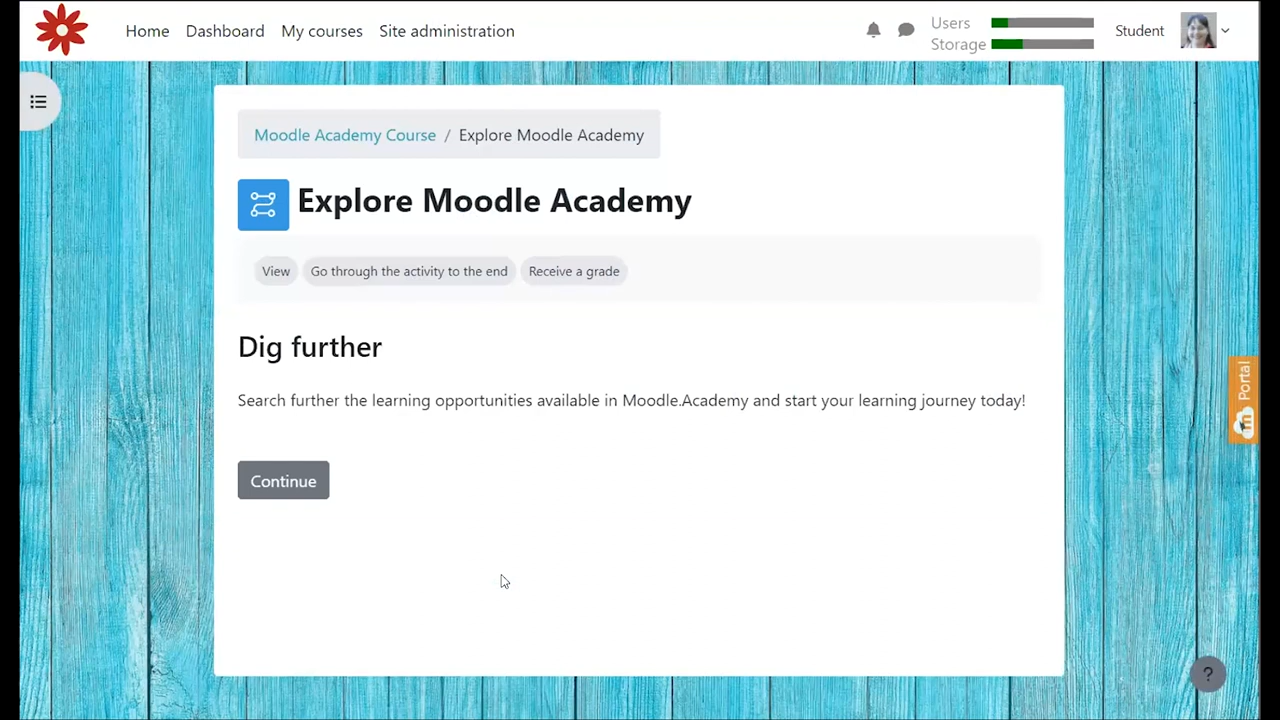 Home Dashboard My courses Site administration
Users
Storage
Student
Moodle Academy Course / Explore Moodle Academy
Explore Moodle Academy
View Go through the activity to the end Receive a grade
Dig further
Search further the learning opportunities available in Moodle.Academy and start your learning journey today!
Portal
Continue
?